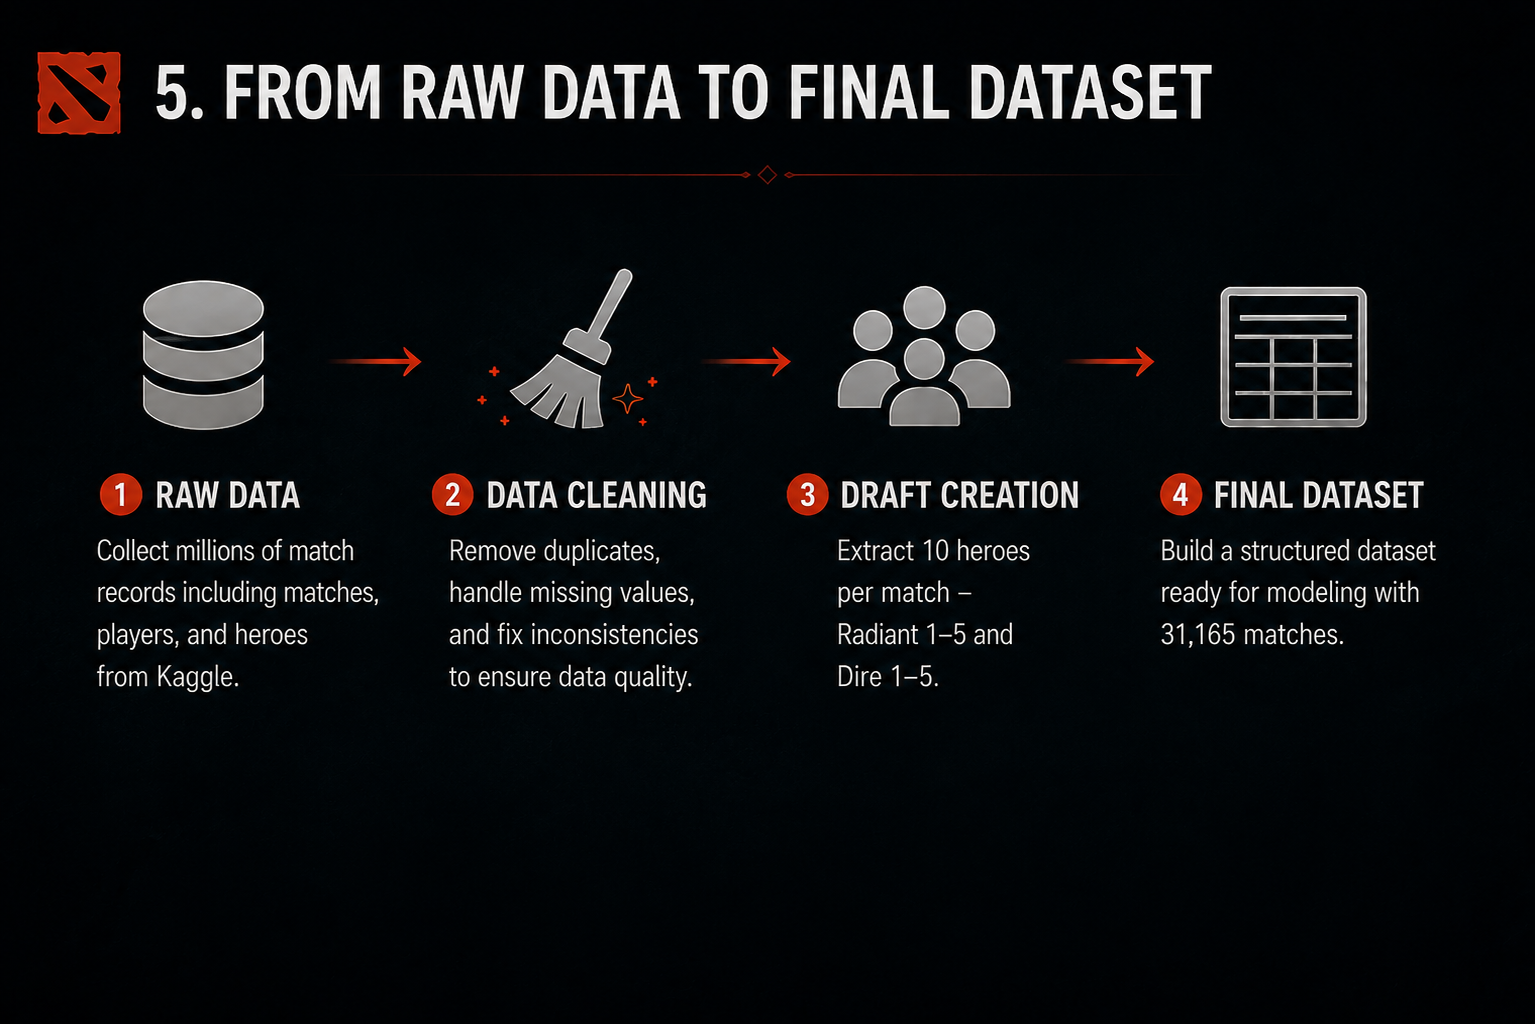 5. FROM RAW DATA TO FINAL DATASET
1 RAW DATA
Collect millions of match
records including matches,
players, and heroes
from Kaggle.
2 DATA CLEANING
Remove duplicates,
handle missing values,
and fix inconsistencies
to ensure data quality.
3 DRAFT CREATION
Extract 10 heroes
per match –
Radiant 1–5 and
Dire 1–5.
4 FINAL DATASET
Build a structured dataset
ready for modeling with
31,165 matches.